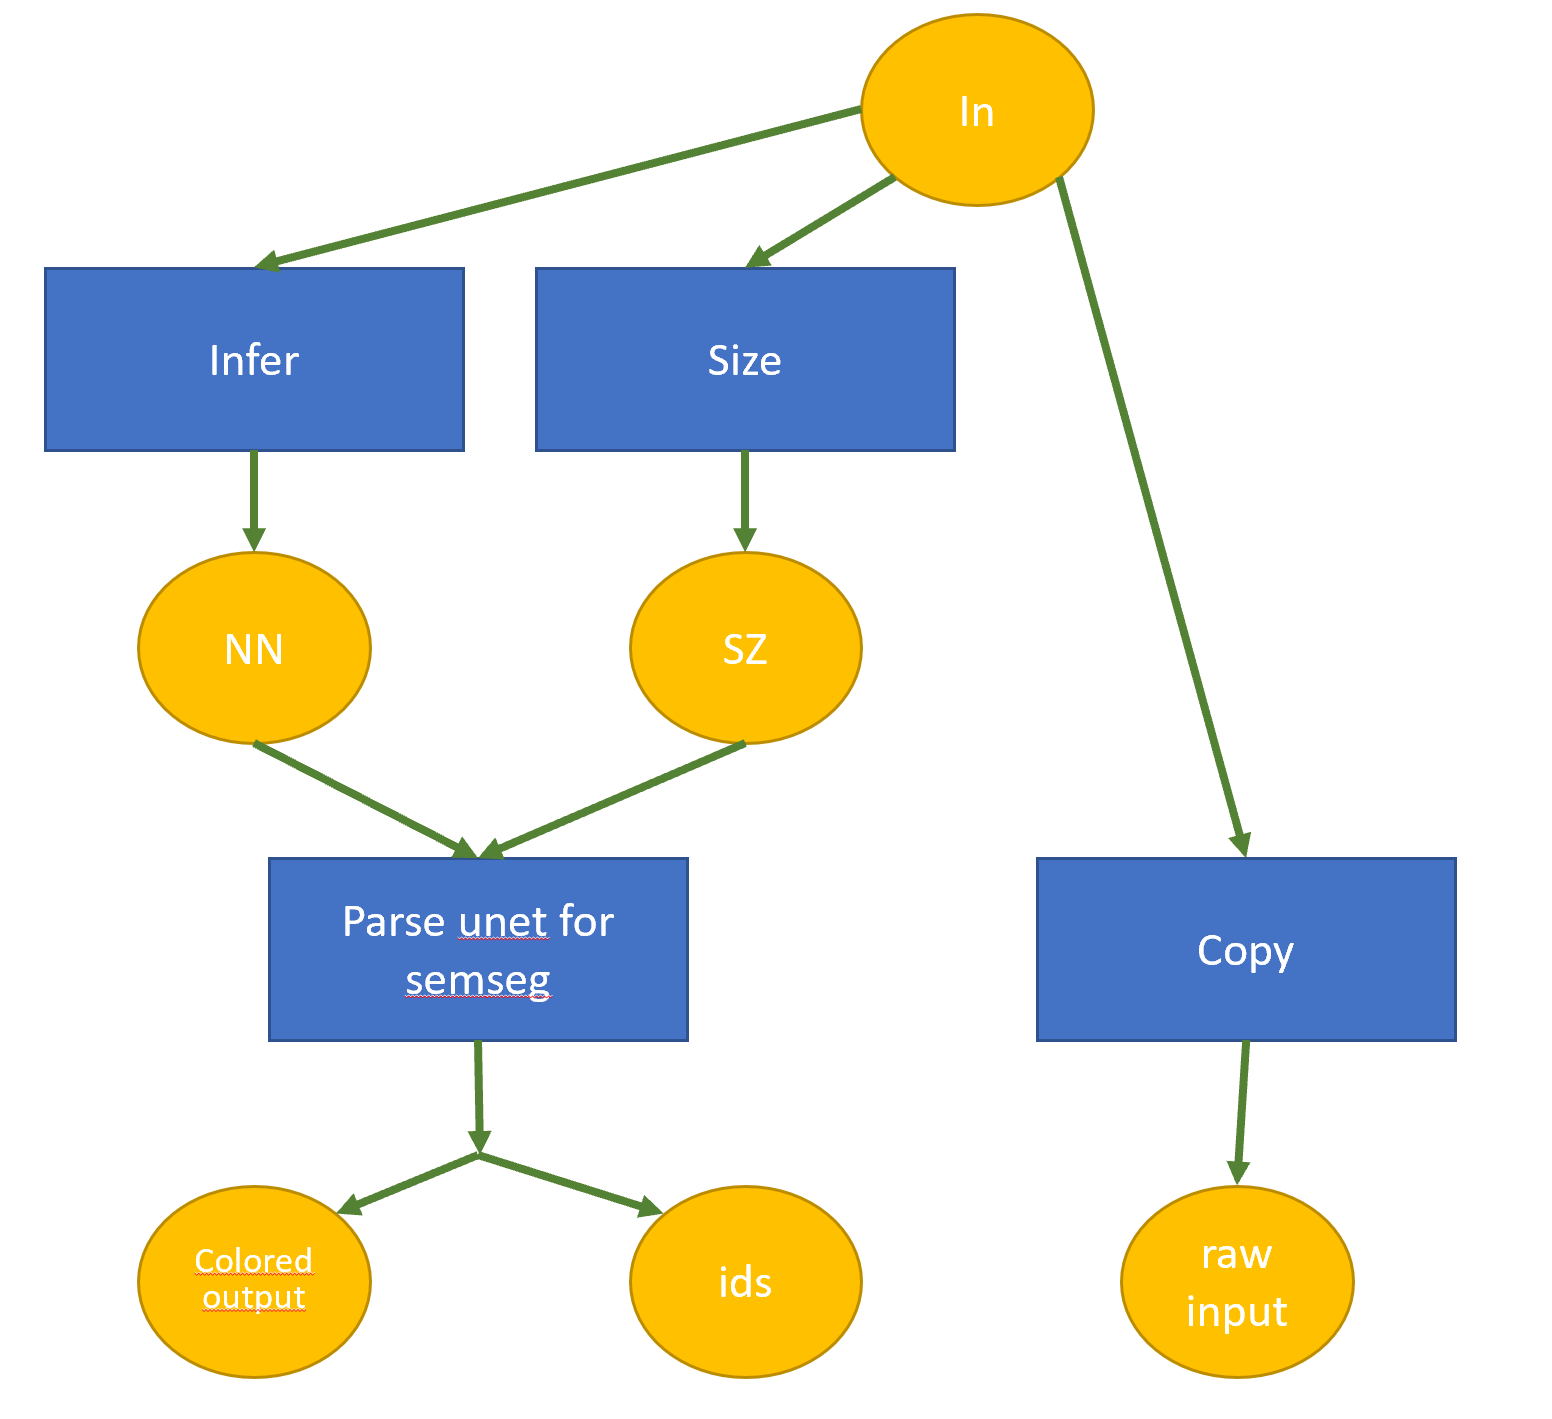 In
Infer
Size
NN
SZ
Parse unet for
semseg
Copy
Colored
output
ids
raw
input